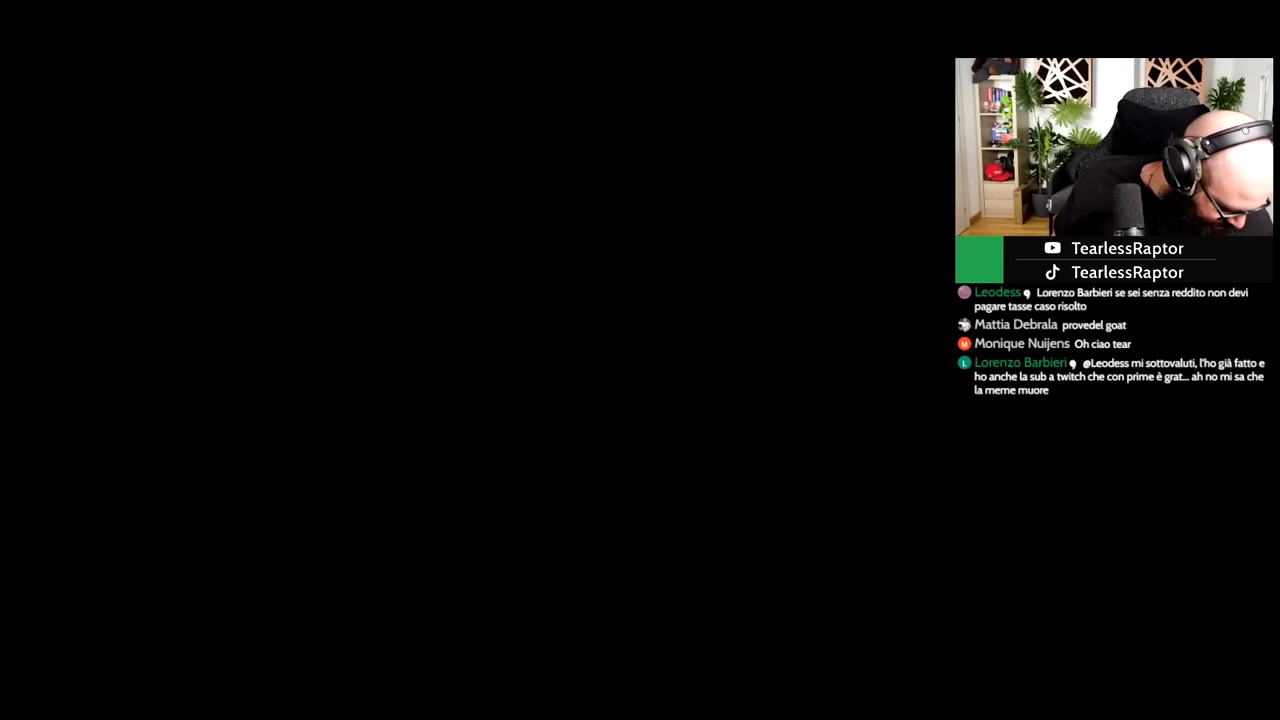 TearlessRaptor
TearlessRaptor
Leodess Lorenzo Barbieri se sei senza reddito non devi
pagare tasse caso risolto
Mattia Debrala provedel goat
M Monique Nuijens Oh ciao tear
L Lorenzo Barbieri @Leodess mi sottovaluti, l'ho già fatto e
ho anche la sub a twitch che con prime è grat... ah no mi sa che
la meme muore